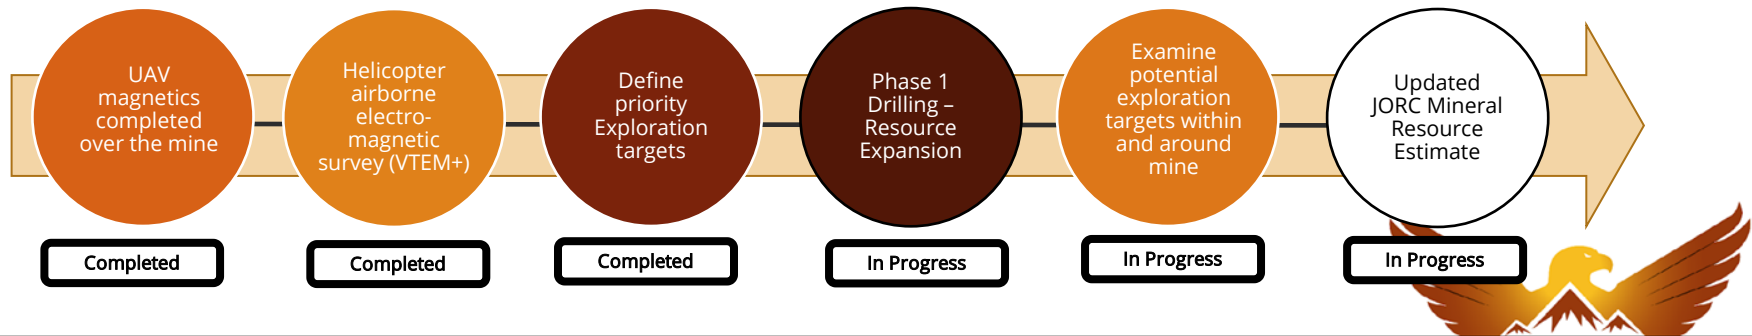 UAV
magnetics
completed
over the mine
Helicopter
airborne
electro-
magnetic
survey (VTEM+)
Define
priority
Exploration
targets
Phase 1
Drilling –
Resource
Expansion
Examine
potential
exploration
targets within
and around
mine
Updated
JORC Mineral
Resource
Estimate
Completed
Completed
Completed
In Progress
In Progress
In Progress